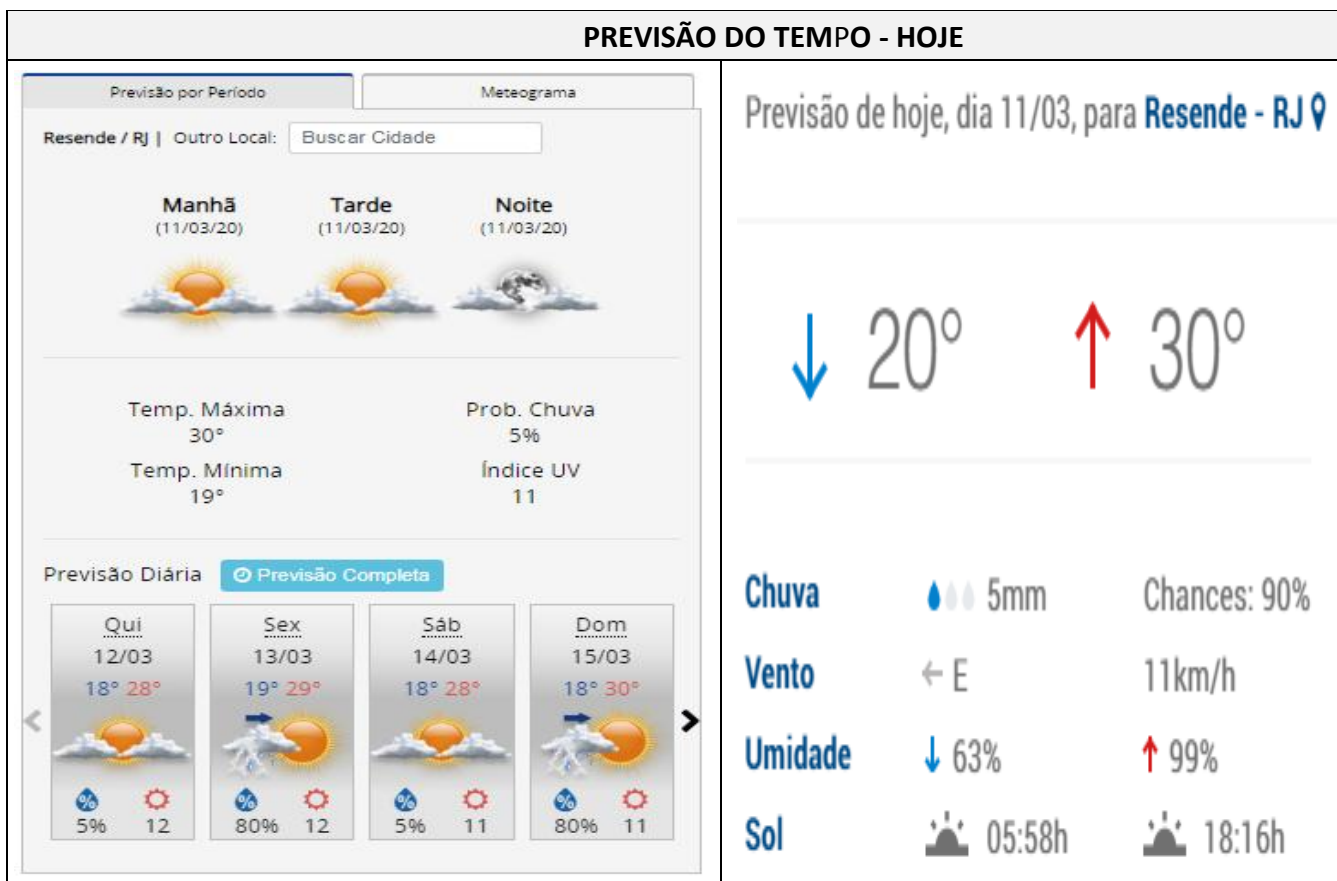 PREVISÃO DO TEMPO - HOJE
Previsão por Período
Meteograma
Resende / RJ | Outro Local: Buscar Cidade
Manhã Tarde Noite
(11/03/20) (11/03/20) (11/03/20)
Temp. Máxima Prob. Chuva
30° 5%
Temp. Mínima Índice UV
19° 11
Previsão Diária Previsão Completa
Qui Sex Sáb Dom
12/03 13/03 14/03 15/03
18° 28° 19° 29° 18° 28° 18° 30°
% % % %
5% 12 80% 12 5% 11 80% 11
Previsão de hoje, dia 11/03, para Resende - RJ
20° 30°
Chuva 5mm Chances: 90%
Vento E 11km/h
Umidade 63% 99%
Sol 05:58h 18:16h